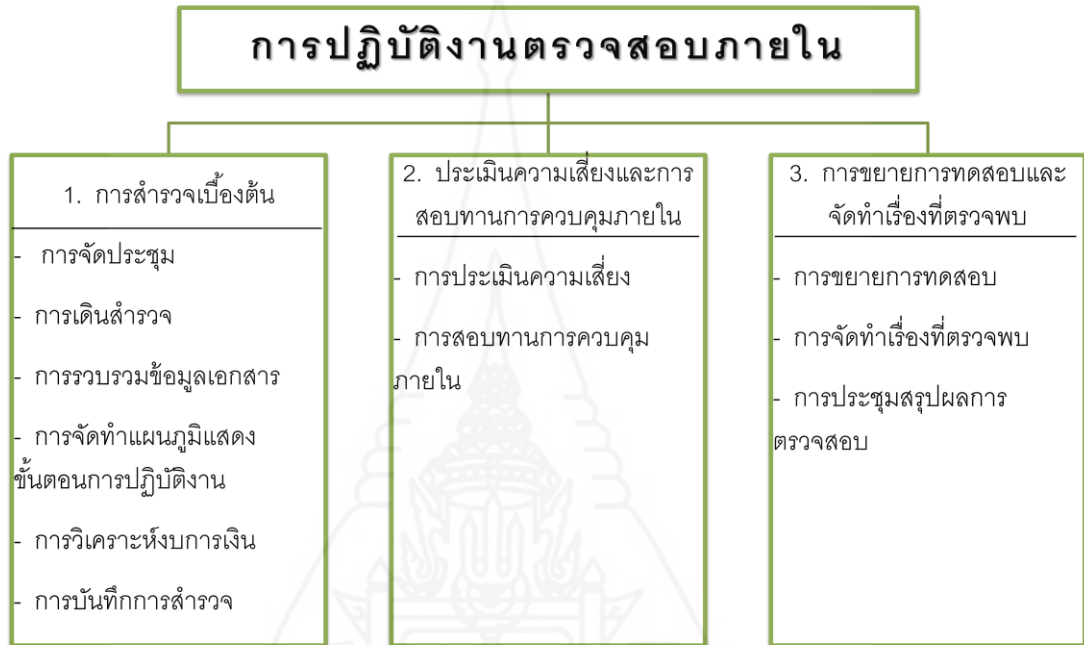 การปฏิบัติงานตรวจสอบภายใน
1. การสำรวจเบื้องต้น
- การจัดประชุม
- การเดินสำรวจ
- การรวบรวมข้อมูลเอกสาร
- การจัดทำแผนภูมิแสดง
ขั้นตอนการปฏิบัติงาน
- การวิเคราะห์งบการเงิน
- การบันทึกการสำรวจ
2. ประเมินความเสี่ยงและการ
สอบทานการควบคุมภายใน
- การประเมินความเสี่ยง
- การสอบทานการควบคุม
ภายใน
3. การขยายการทดสอบและ
จัดทำเรื่องที่ตรวจพบ
- การขยายการทดสอบ
- การจัดทำเรื่องที่ตรวจพบ
- การประชุมสรุปผลการ
ตรวจสอบ